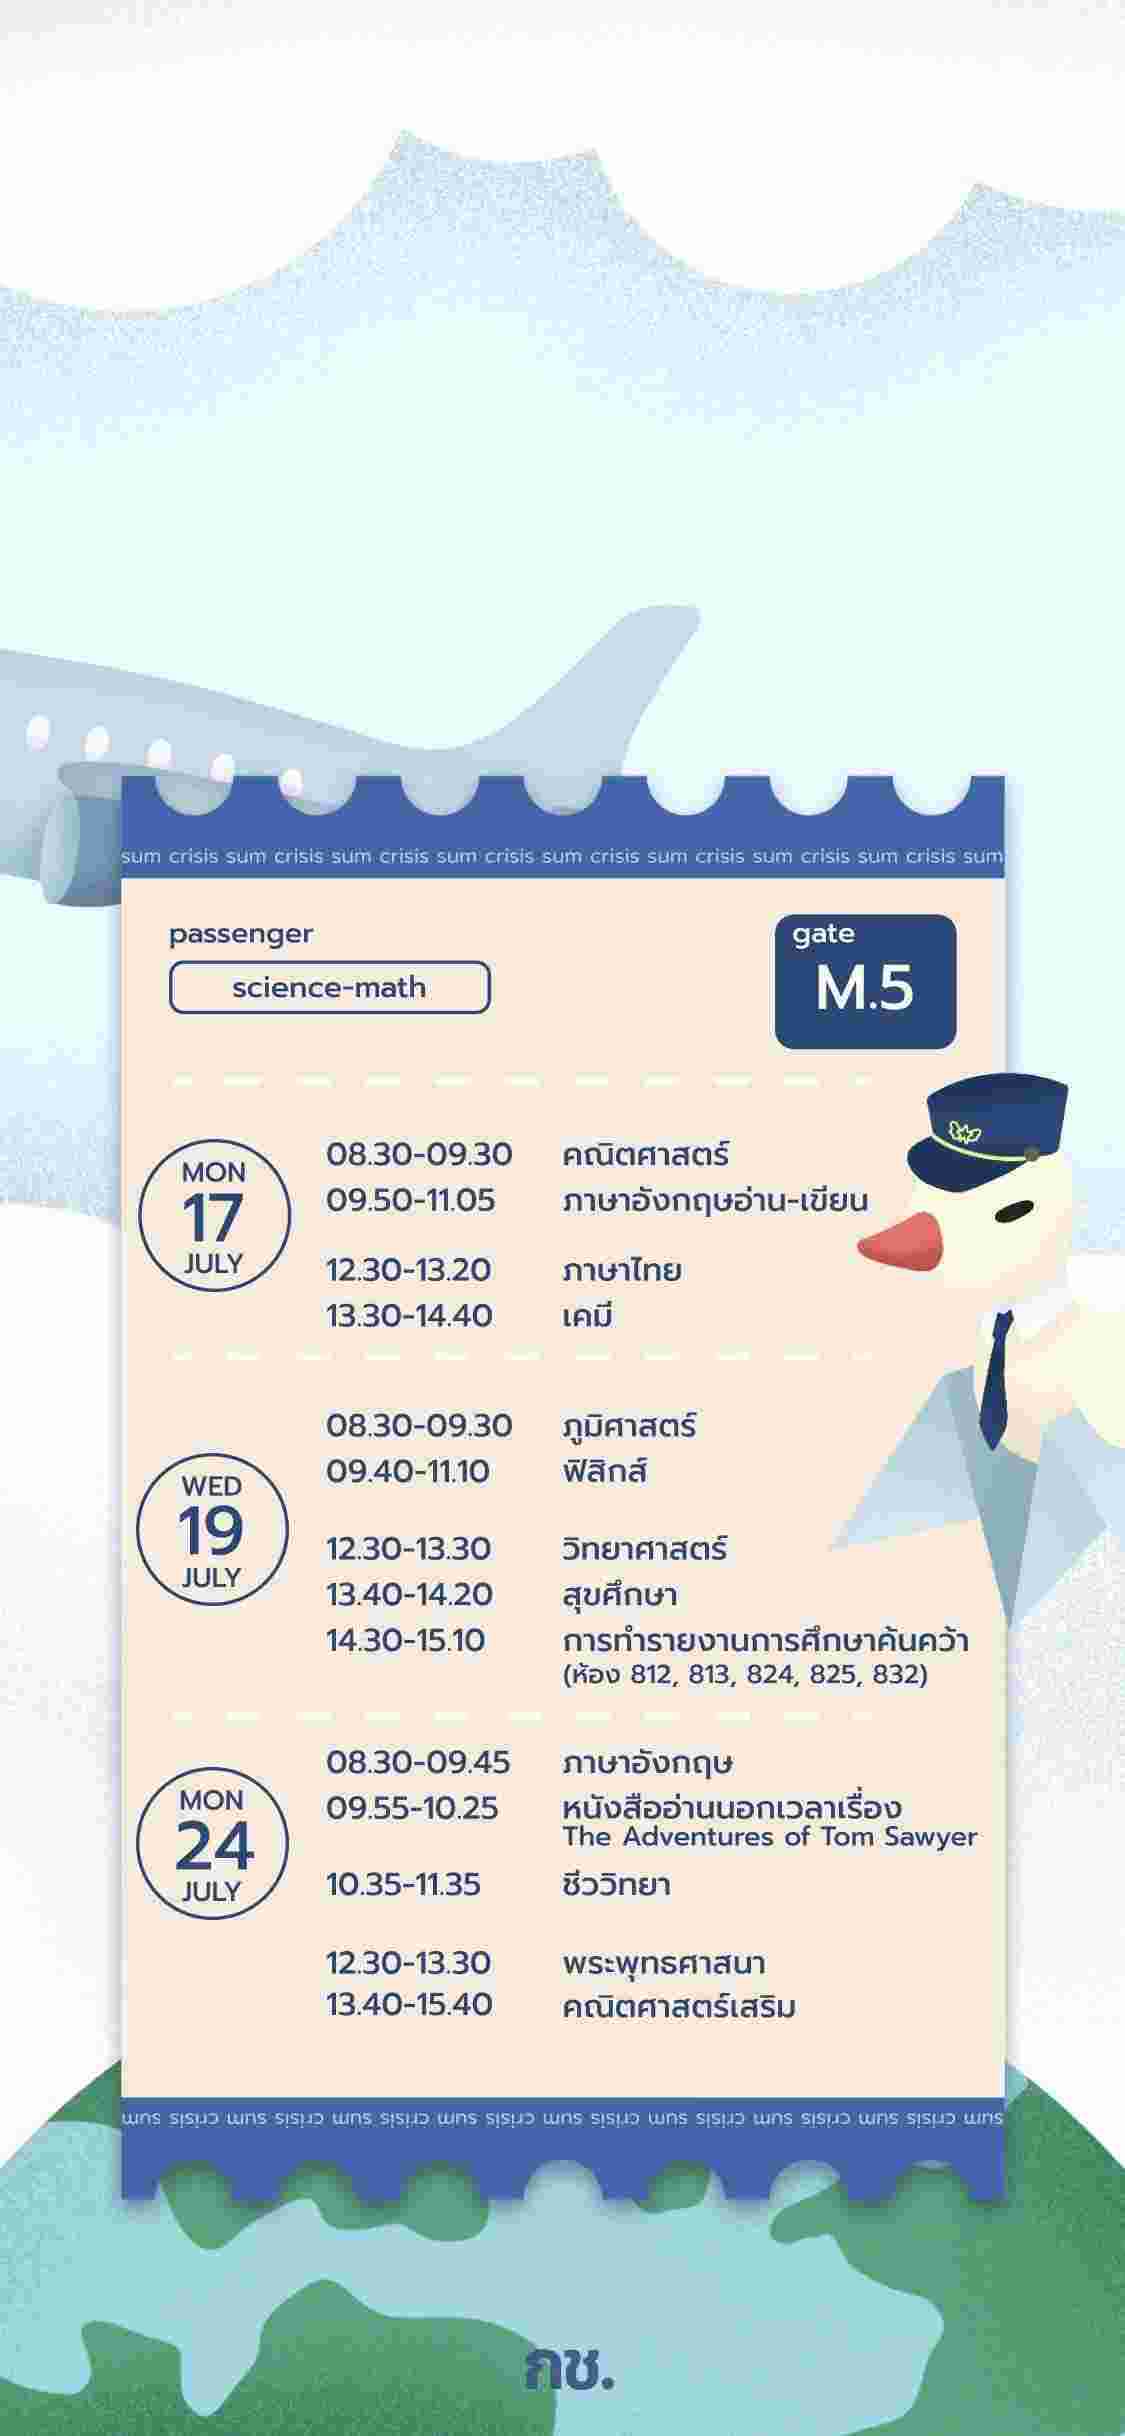 sum crisis sum crisis sum crisis sum crisis sum crisis sum crisis sum crisis sum crisis sum
passenger
science-math
gate
M.5
MON
17
JULY
08.30-09.30 คณิตศาสตร์
09.50-11.05 ภาษาอังกฤษอ่าน-เขียน
12.30-13.20 ภาษาไทย
13.30-14.40 เคมี
WED
19
JULY
08.30-09.30 ภูมิศาสตร์
09.40-11.10 ฟิสิกส์
12.30-13.30 วิทยาศาสตร์
13.40-14.20 สุขศึกษา
14.30-15.10 การทำรายงานการศึกษาค้นคว้า
(ห้อง 812, 813, 824, 825, 832)
MON
24
JULY
08.30-09.45 ภาษาอังกฤษ
09.55-10.25 หนังสืออ่านนอกเวลาเรื่อง
The Adventures of Tom Sawyer
10.35-11.35 ชีววิทยา
12.30-13.30 พระพุทธศาสนา
13.40-15.40 คณิตศาสตร์เสริม
sum crisis sum crisis sum crisis sum crisis sum crisis sum crisis sum crisis sum crisis sum
กช.